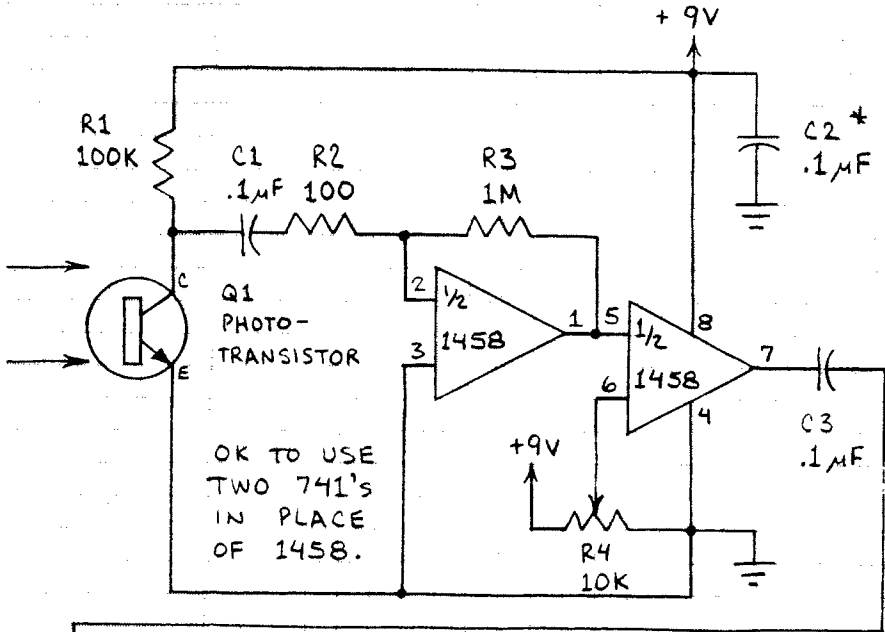 + 9V
R1
100K
C1
.1µF
R2
100
R3
1M
C2 *
.1µF
C
Q1
PHOTO-
TRANSISTOR
E
2
1/2
3
1458
1
5
1/2
8
1458
6
7
4
C3
.1µF
+9V
R4
10K
OK TO USE
TWO 741's
IN PLACE
OF 1458.